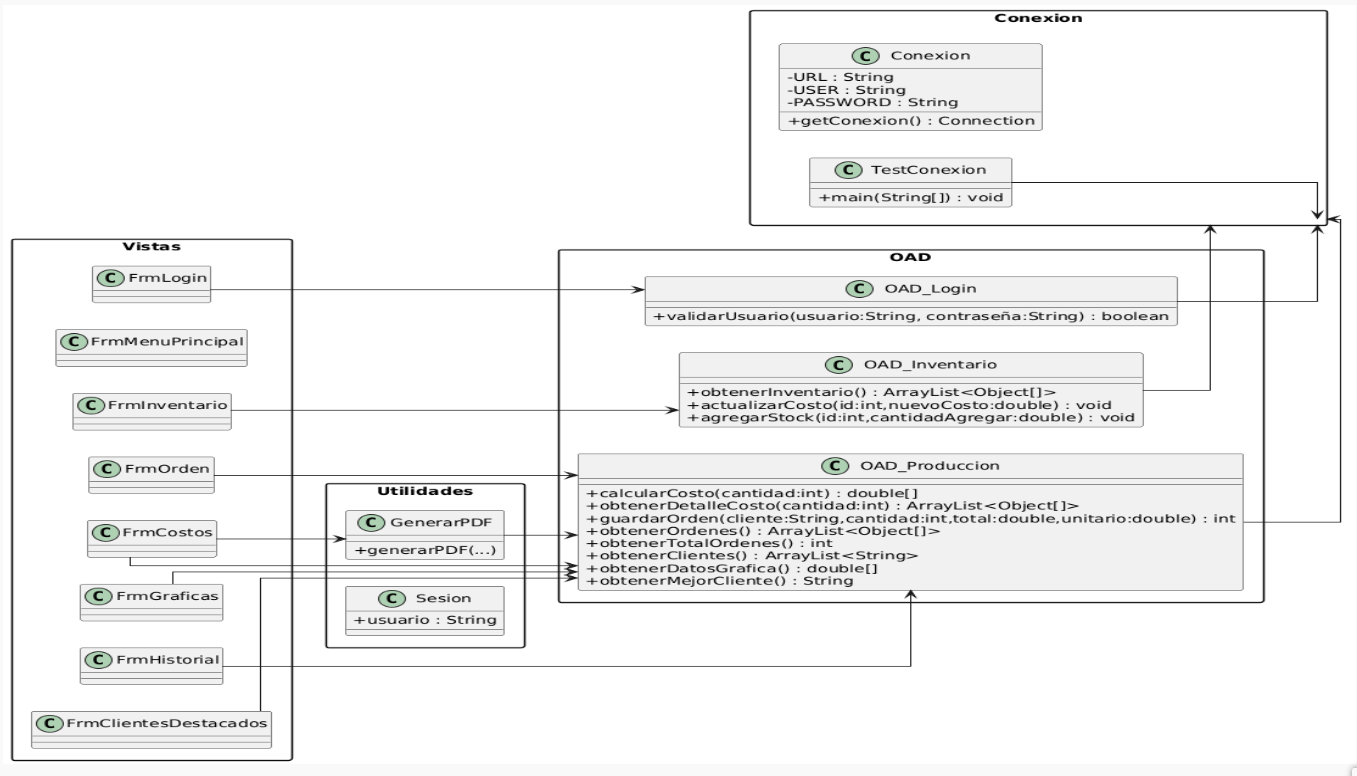 Conexion
C Conexion
-URL : String
-USER : String
-PASSWORD : String
+getConexion() : Connection
C TestConexion
+main(String[]) : void
Vistas
C FrmLogin
C FrmMenuPrincipal
C FrmInventario
C FrmOrden
C FrmCostos
C FrmGraficas
C FrmHistorial
C FrmClientesDestacados
Utilidades
C GenerarPDF
+generarPDF(...)
C Sesion
+usuario : String
OAD
C OAD_Login
+validarUsuario(usuario:String, contraseña:String) : boolean
C OAD_Inventario
+obtenerInventario() : ArrayList<Object[]>
+actualizarCosto(id:int,nuevoCosto:double) : void
+agregarStock(id:int,cantidadAgregar:double) : void
C OAD_Produccion
+calcularCosto(cantidad:int) : double[]
+obtenerDetalleCosto(cantidad:int) : ArrayList<Object[]>
+guardarOrden(cliente:String,cantidad:int,total:double,unitario:double) : int
+obtenerOrdenes() : ArrayList<Object[]>
+obtenerTotalOrdenes() : int
+obtenerClientes() : ArrayList<String>
+obtenerDatosGrafica() : double[]
+obtenerMejorCliente() : String